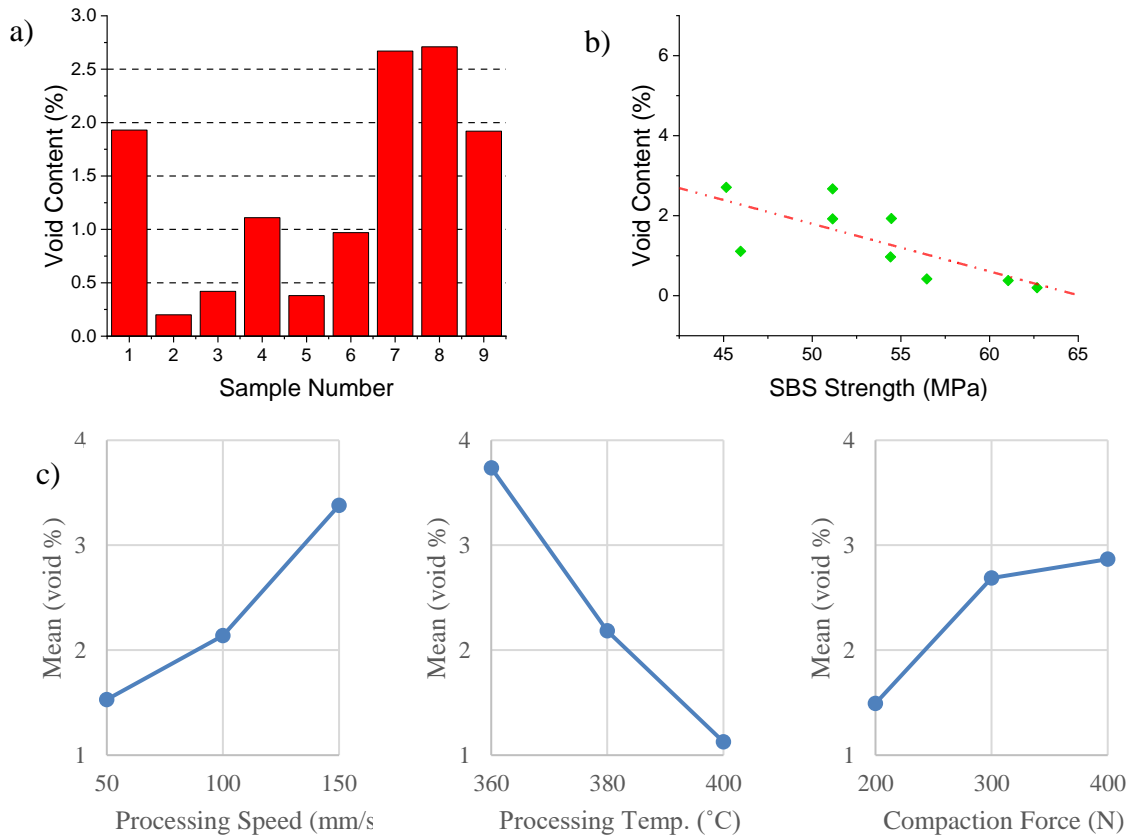 a)
3.0
2.5
2.0
1.5
1.0
0.5
0.0
Void Content (%)
1 2 3 4 5 6 7 8 9
Sample Number
b)
6
4
2
0
Void Content (%)
45 50 55 60 65
SBS Strength (MPa)
c)
4
3
2
1
Mean (void %)
50 100 150
Processing Speed (mm/s
4
3
2
1
Mean (void %)
360 380 400
Processing Temp. (˚C)
4
3
2
1
Mean (void %)
200 300 400
Compaction Force (N)